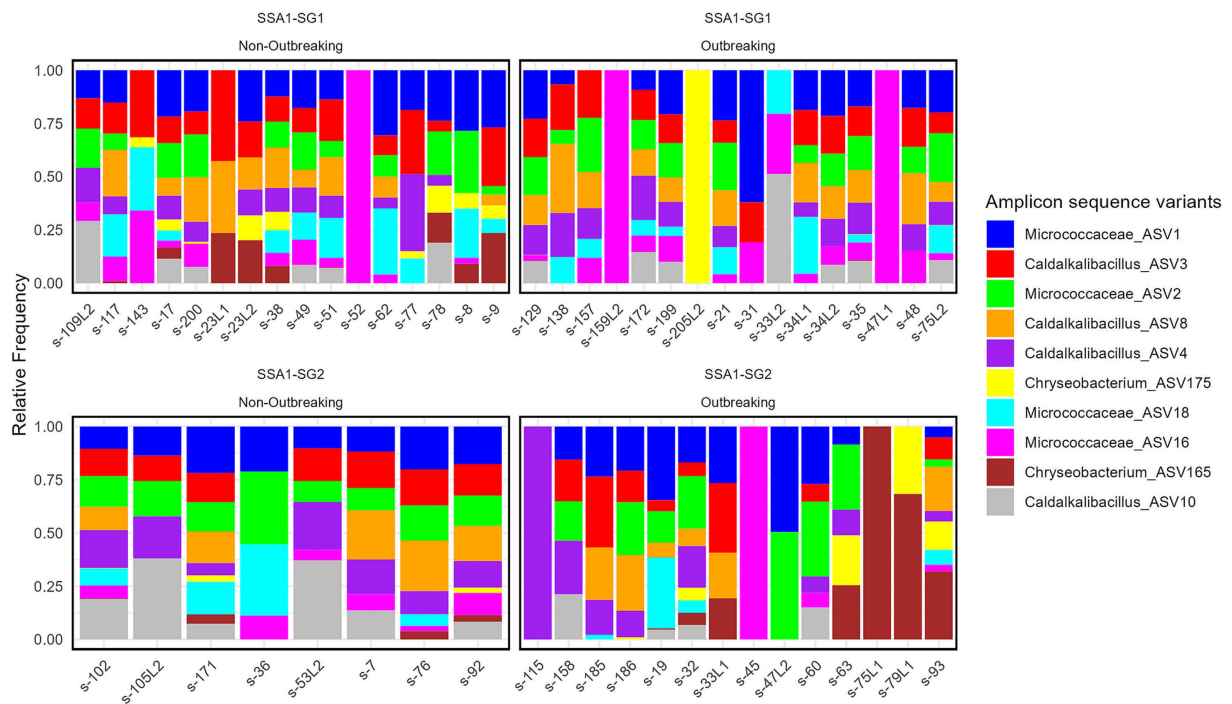 SSA1-SG1
Non-Outbreaking
SSA1-SG1
Outbreaking
1.00
0.75
0.50
0.25
0.00
s-109L2
s-117
s-143
s-17
s-200
s-23L1
s-23L2
s-38
s-49
s-51
s-52
s-62
s-77
s-78
s-8
s-9
s-129
s-138
s-157
s-159L2
s-172
s-199
s-205L2
s-21
s-31
s-33L2
s-34L1
s-34L2
s-35
s-47L1
s-48
s-75L2
Relative Frequency
SSA1-SG2
Non-Outbreaking
SSA1-SG2
Outbreaking
1.00
0.75
0.50
0.25
0.00
s-102
s-105L2
s-171
s-36
s-53L2
s-7
s-76
s-92
s-115
s-158
s-185
s-186
s-19
s-32
s-33L1
s-45
s-47L2
s-60
s-63
s-75L1
s-79L1
s-93
Amplicon sequence variants
Micrococcaceae_ASV1
Caldalkalibacillus_ASV3
Micrococcaceae_ASV2
Caldalkalibacillus_ASV8
Caldalkalibacillus_ASV4
Chryseobacterium_ASV175
Micrococcaceae_ASV18
Micrococcaceae_ASV16
Chryseobacterium_ASV165
Caldalkalibacillus_ASV10